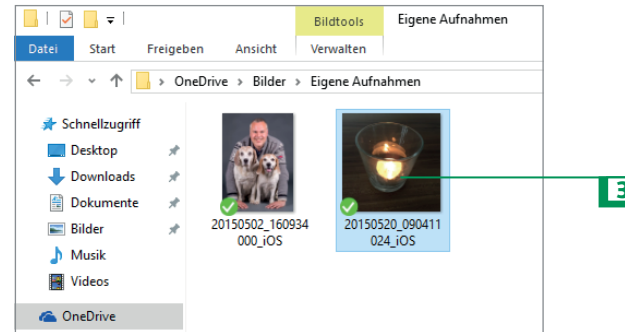 Bildtools
Eigene Aufnahmen
Datei
Start
Freigeben
Ansicht
Verwalten
OneDrive > Bilder > Eigene Aufnahmen
Schnellzugriff
Desktop
Downloads
Dokumente
Bilder
Musik
Videos
OneDrive
20150502_160934
000_iOS
20150520_090411
024_iOS
3